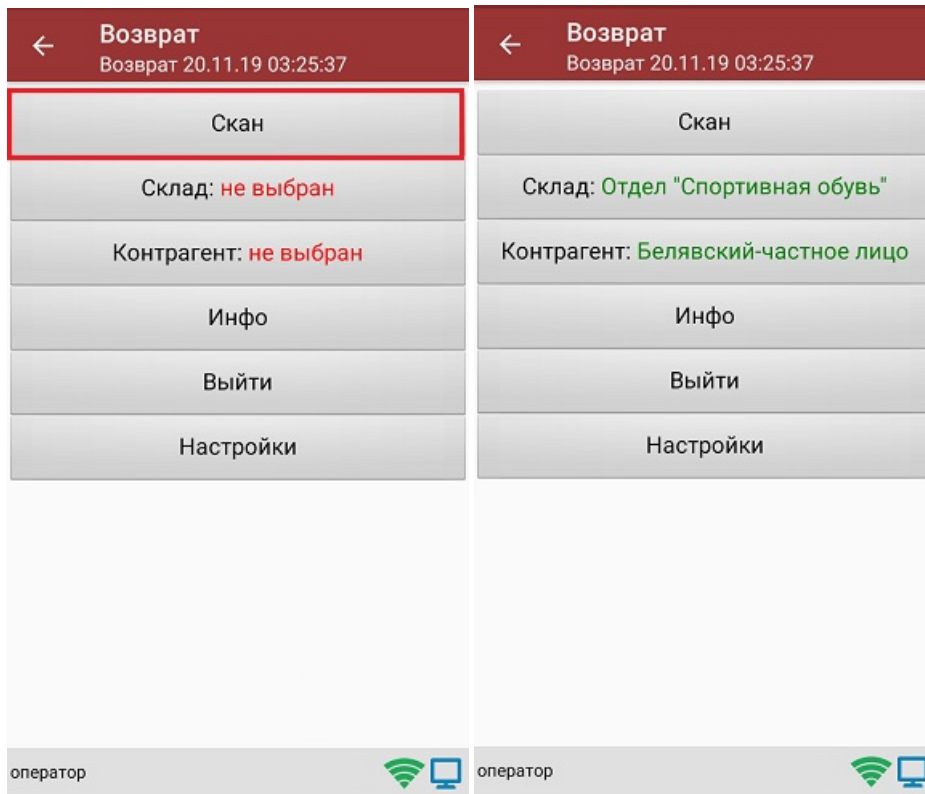 Возврат
Возврат 20.11.19 03:25:37
Скан
Склад: не выбран
Контрагент: не выбран
Инфо
Выйти
Настройки
оператор
Возврат
Возврат 20.11.19 03:25:37
Скан
Склад: Отдел "Спортивная обувь"
Контрагент: Белявский-частное лицо
Инфо
Выйти
Настройки
оператор